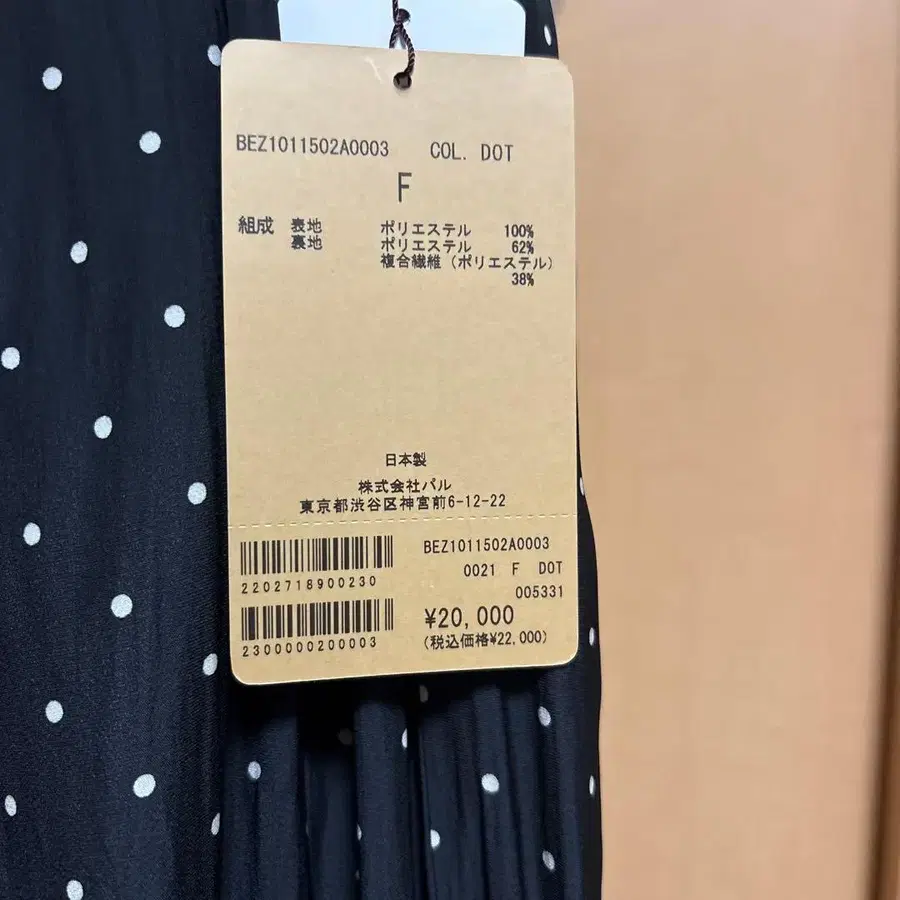 BEZ1011502A0003 COL. DOT
F
組成 表地 ポリエステル 100%
裏地 ポリエステル 62%
複合繊維(ポリエステル)
38%
日本製
株式会社パル
東京都渋谷区神宮前6-12-22
BEZ1011502A0003
0021 F DOT
005331
2202718900230
¥20,000
(税込価格¥22,000)
2300000200003